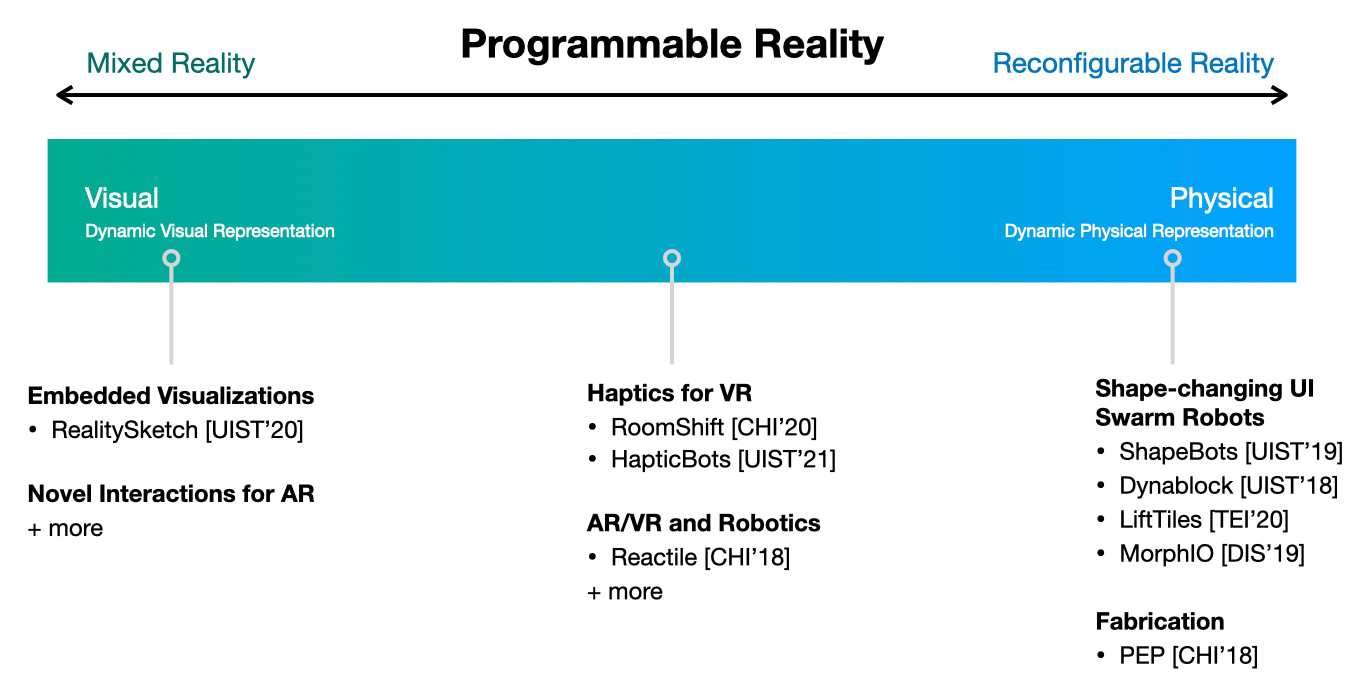 Programmable Reality
Mixed Reality
Reconfigurable Reality
Visual
Dynamic Visual Representation
Physical
Dynamic Physical Representation
Embedded Visualizations
• RealitySketch [UIST’20]
Novel Interactions for AR
+ more
Haptics for VR
• RoomShift [CHI’20]
• HapticBots [UIST’21]
AR/VR and Robotics
• Reactile [CHI’18]
+ more
Shape-changing UI
Swarm Robots
• ShapeBots [UIST’19]
• Dynablock [UIST’18]
• LiftTiles [TEI’20]
• MorphIO [DIS’19]
Fabrication
• PEP [CHI’18]